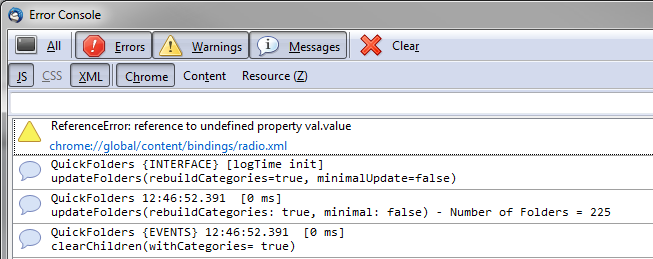 Error Console
All Errors Warnings Messages Clear
JS CSS XML Chrome Content Resource (Z)
ReferenceError: reference to undefined property val.value
chrome://global/content/bindings/radio.xml
QuickFolders {INTERFACE} [logTime init]
updateFolders(rebuildCategories=true, minimalUpdate=false)
QuickFolders 12:46:52.391  [0 ms]
updateFolders(rebuildCategories: true, minimal: false) - Number of Folders = 225
QuickFolders {EVENTS} 12:46:52.391  [0 ms]
clearChildren(withCategories= true)